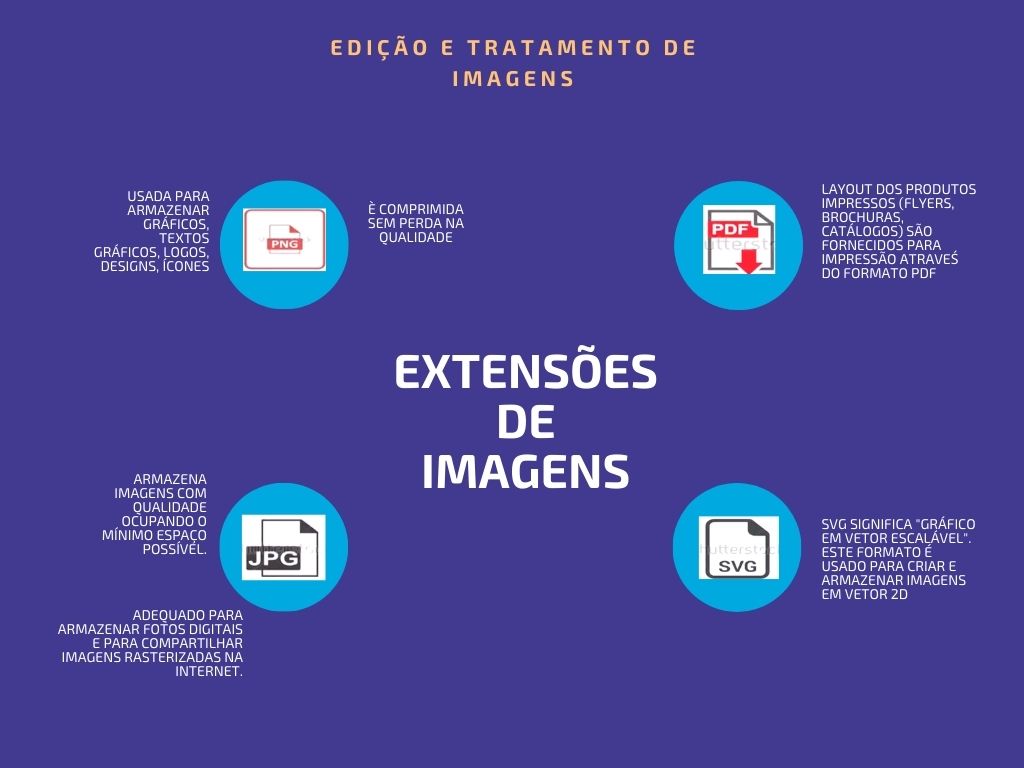 EDIÇÃO E TRATAMENTO DE
IMAGENS
USADA PARA
ARMAZENAR
GRÁFICOS,
TEXTOS
GRÁFICOS, LOGOS,
DESIGNS, ÍCONES
PNG
È COMPRIMIDA
SEM PERDA NA
QUALIDADE
PDF
LAYOUT DOS PRODUTOS
IMPRESSOS (FLYERS,
BROCHURAS,
CATÁLOGOS) SÃO
FORNECIDOS PARA
IMPRESSÃO ATRAVEŚ
DO FORMATO PDF
EXTENSÕES
DE
IMAGENS
ARMAZENA
IMAGENS COM
QUALIDADE
OCUPANDO O
MÍNIMO ESPAÇO
POSSÍVEL.
JPG
ADEQUADO PARA
ARMAZENAR FOTOS DIGITAIS
E PARA COMPARTILHAR
IMAGENS RASTERIZADAS NA
INTERNET.
SVG
SVG SIGNIFICA "GRÁFICO
EM VETOR ESCALÁVEL".
ESTE FORMATO É
USADO PARA CRIAR E
ARMAZENAR IMAGENS
EM VETOR 2D